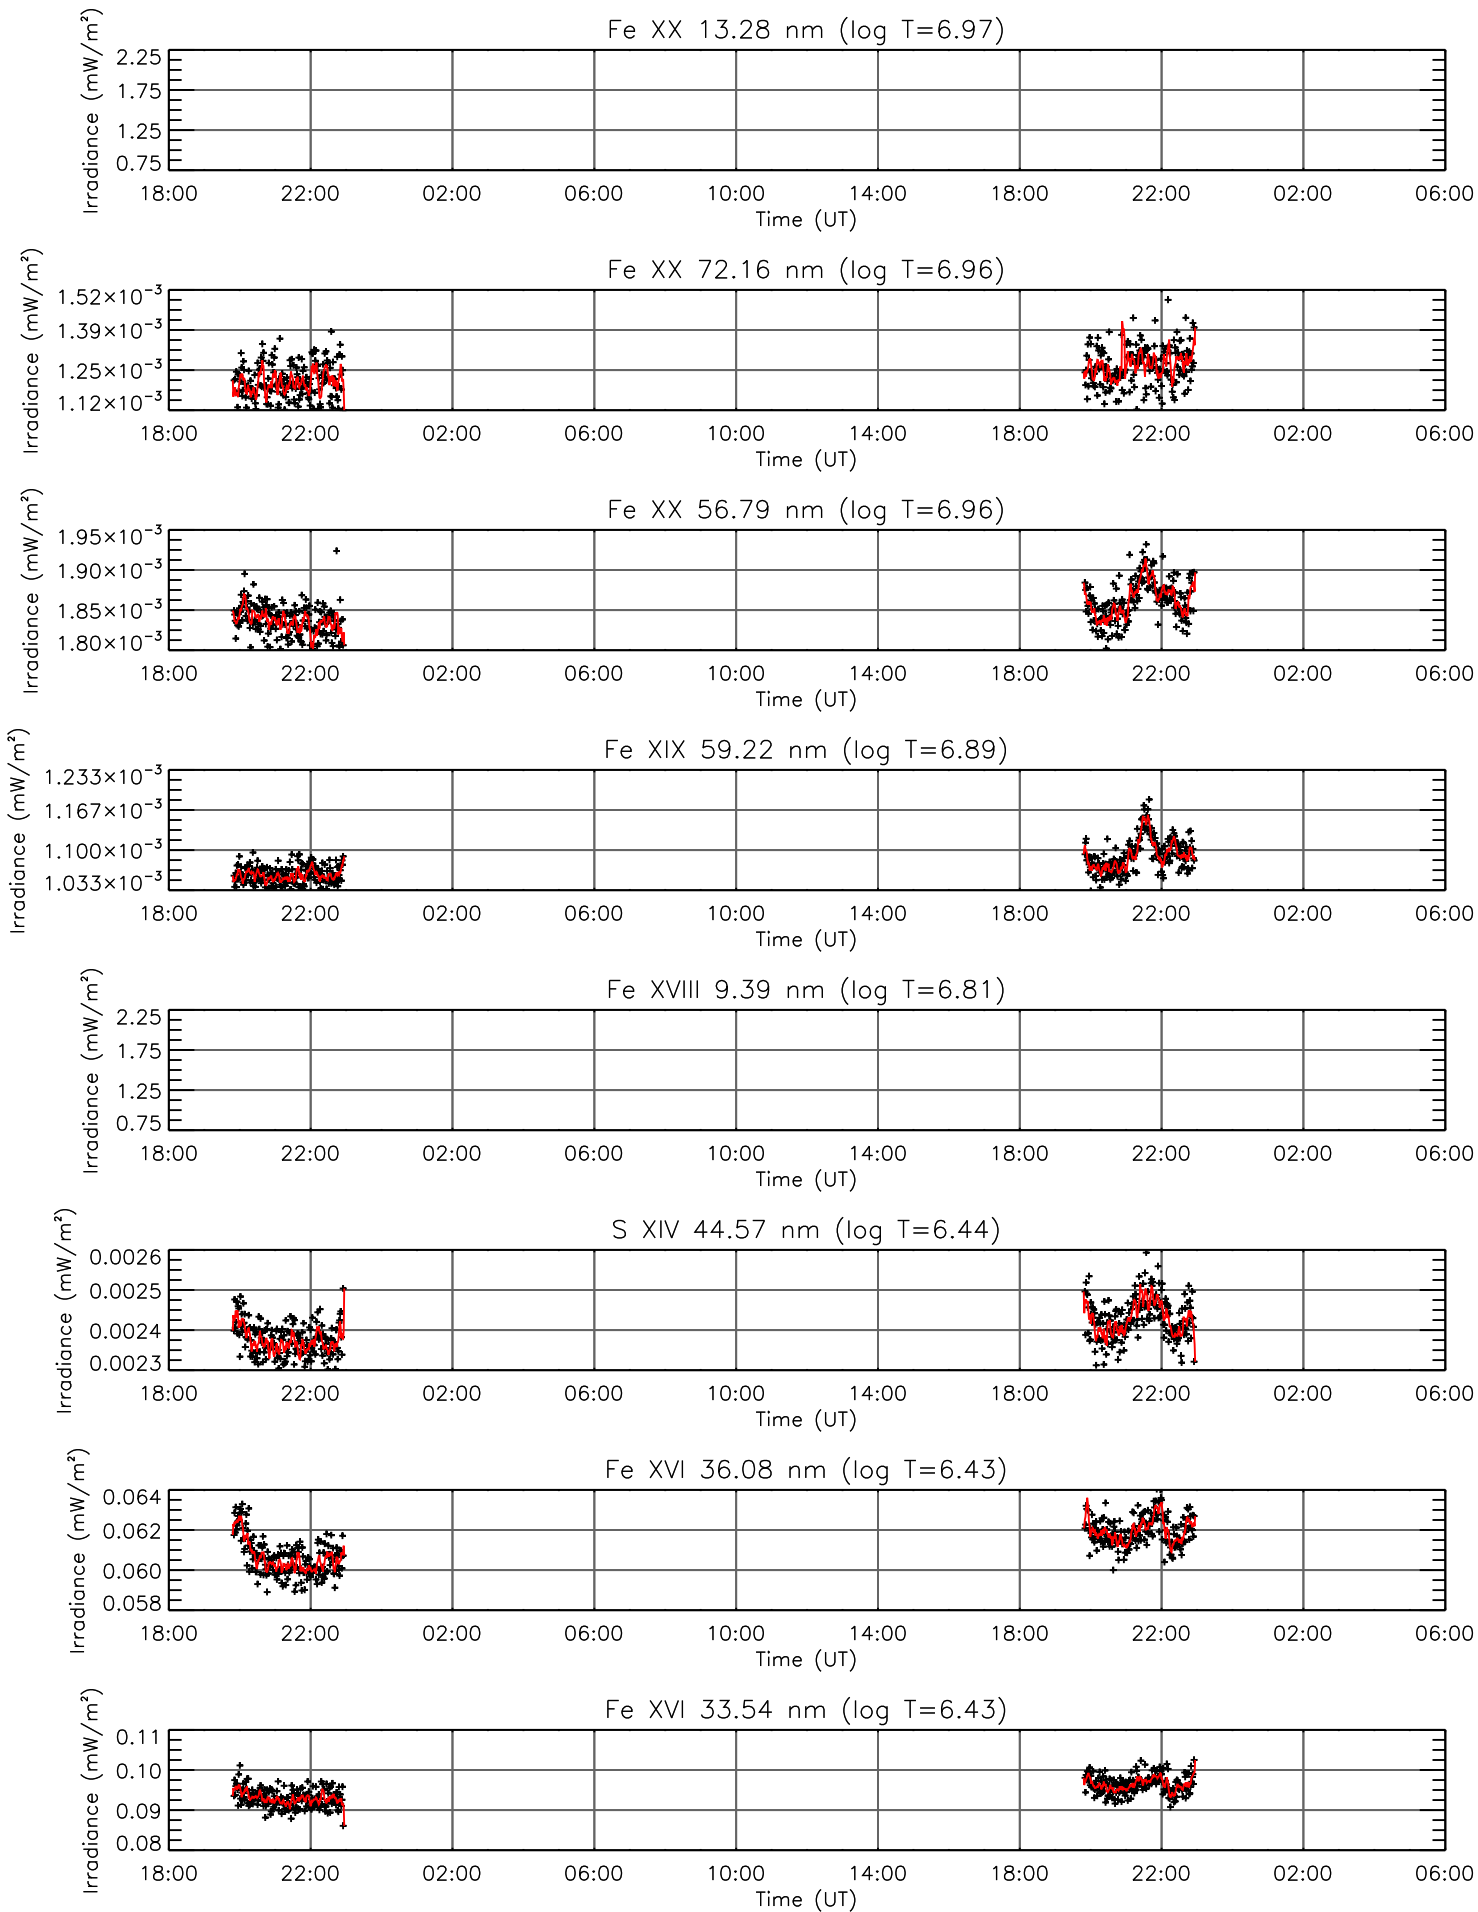 Fe XX 13.28 nm (log T=6.97)
Irradiance (mW/m²)
2.25
1.75
1.25
0.75
18:00 22:00 02:00 06:00 10:00 14:00 18:00 22:00 02:00 06:00
Time (UT)
Fe XX 72.16 nm (log T=6.96)
Irradiance (mW/m²)
1.52×10⁻³
1.39×10⁻³
1.25×10⁻³
1.12×10⁻³
18:00 22:00 02:00 06:00 10:00 14:00 18:00 22:00 02:00 06:00
Time (UT)
Fe XX 56.79 nm (log T=6.96)
Irradiance (mW/m²)
1.95×10⁻³
1.90×10⁻³
1.85×10⁻³
1.80×10⁻³
18:00 22:00 02:00 06:00 10:00 14:00 18:00 22:00 02:00 06:00
Time (UT)
Fe XIX 59.22 nm (log T=6.89)
Irradiance (mW/m²)
1.233×10⁻³
1.167×10⁻³
1.100×10⁻³
1.033×10⁻³
18:00 22:00 02:00 06:00 10:00 14:00 18:00 22:00 02:00 06:00
Time (UT)
Fe XVIII 9.39 nm (log T=6.81)
Irradiance (mW/m²)
2.25
1.75
1.25
0.75
18:00 22:00 02:00 06:00 10:00 14:00 18:00 22:00 02:00 06:00
Time (UT)
S XIV 44.57 nm (log T=6.44)
Irradiance (mW/m²)
0.0026
0.0025
0.0024
0.0023
18:00 22:00 02:00 06:00 10:00 14:00 18:00 22:00 02:00 06:00
Time (UT)
Fe XVI 36.08 nm (log T=6.43)
Irradiance (mW/m²)
0.064
0.062
0.060
0.058
18:00 22:00 02:00 06:00 10:00 14:00 18:00 22:00 02:00 06:00
Time (UT)
Fe XVI 33.54 nm (log T=6.43)
Irradiance (mW/m²)
0.11
0.10
0.09
0.08
18:00 22:00 02:00 06:00 10:00 14:00 18:00 22:00 02:00 06:00
Time (UT)